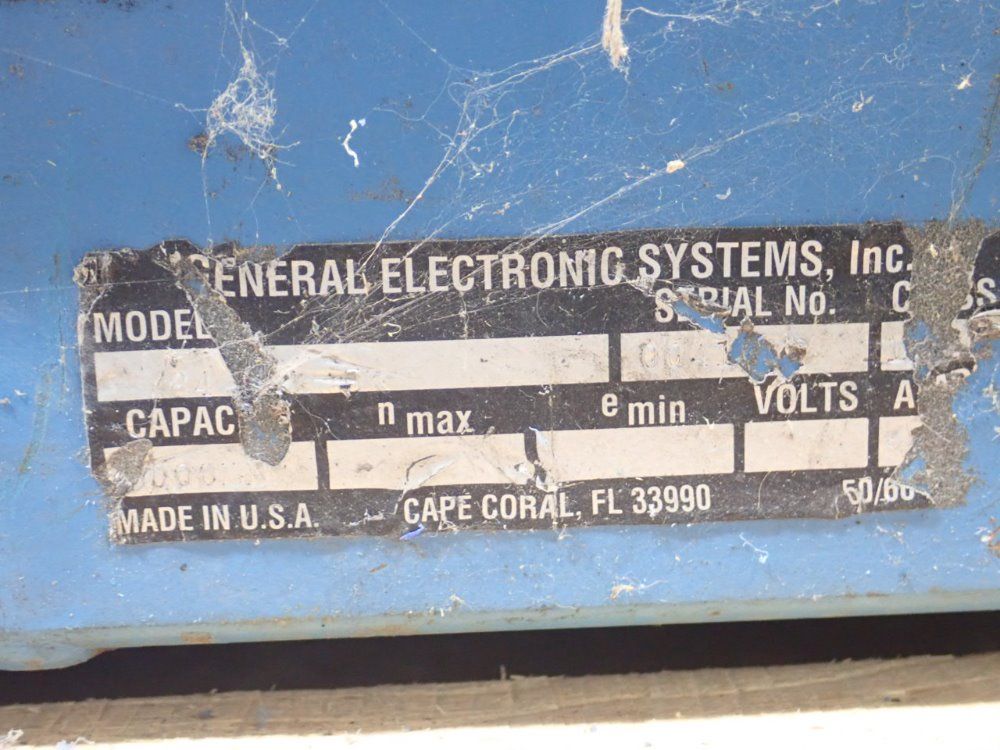 GENERAL ELECTRONIC SYSTEMS, Inc.
MODEL SERIAL No.
CAPAC n max e min VOLTS A
MADE IN U.S.A. CAPE CORAL, FL 33990 50/60